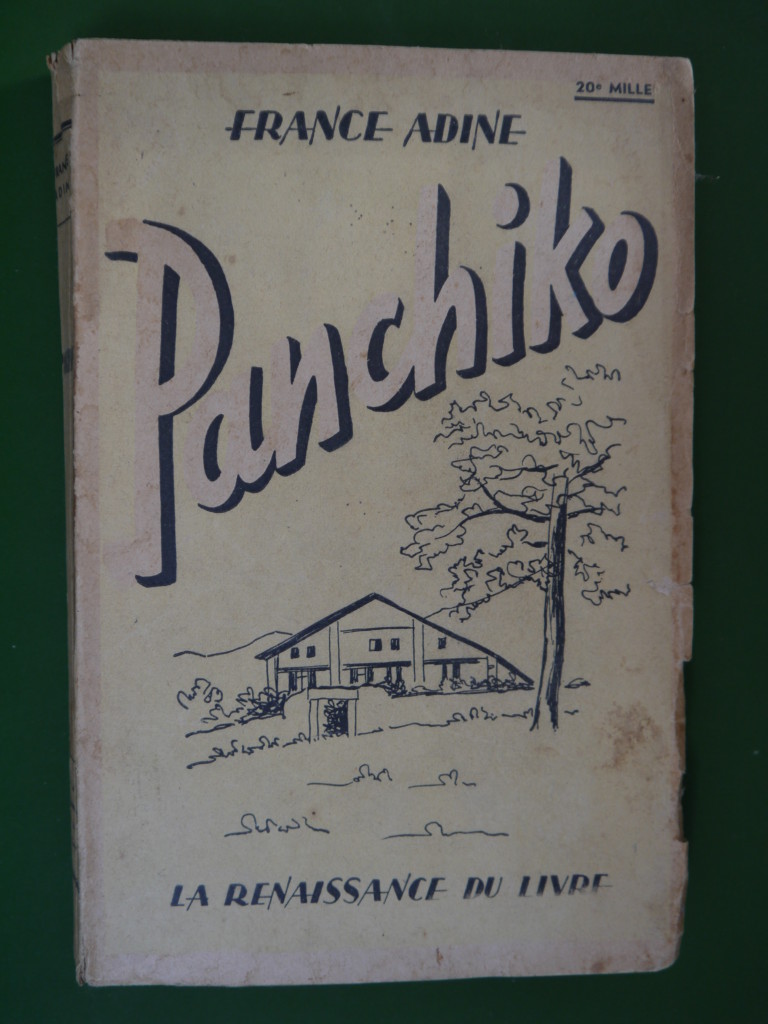 20e MILLE
FRANCE ADINE
Panchiko
LA RENAISSANCE DU LIVRE